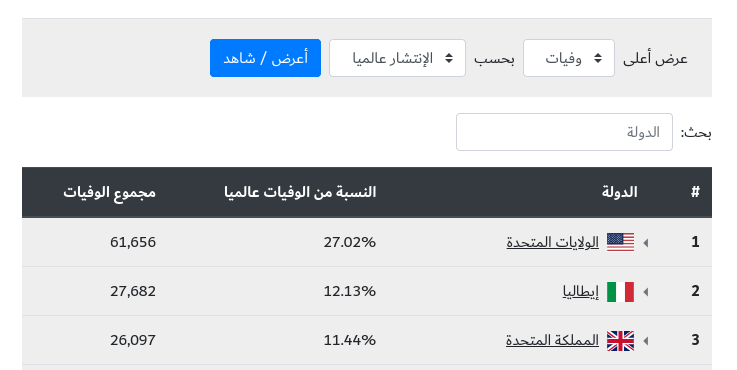 عرض أعلى وفيات بحسب الإنتشار عالميا أعرض / شاهد
بحث: الدولة
# الدولة النسبة من الوفيات عالميا مجموع الوفيات
1 الولايات المتحدة 27.02% 61,656
2 إيطاليا 12.13% 27,682
3 المملكة المتحدة 11.44% 26,097